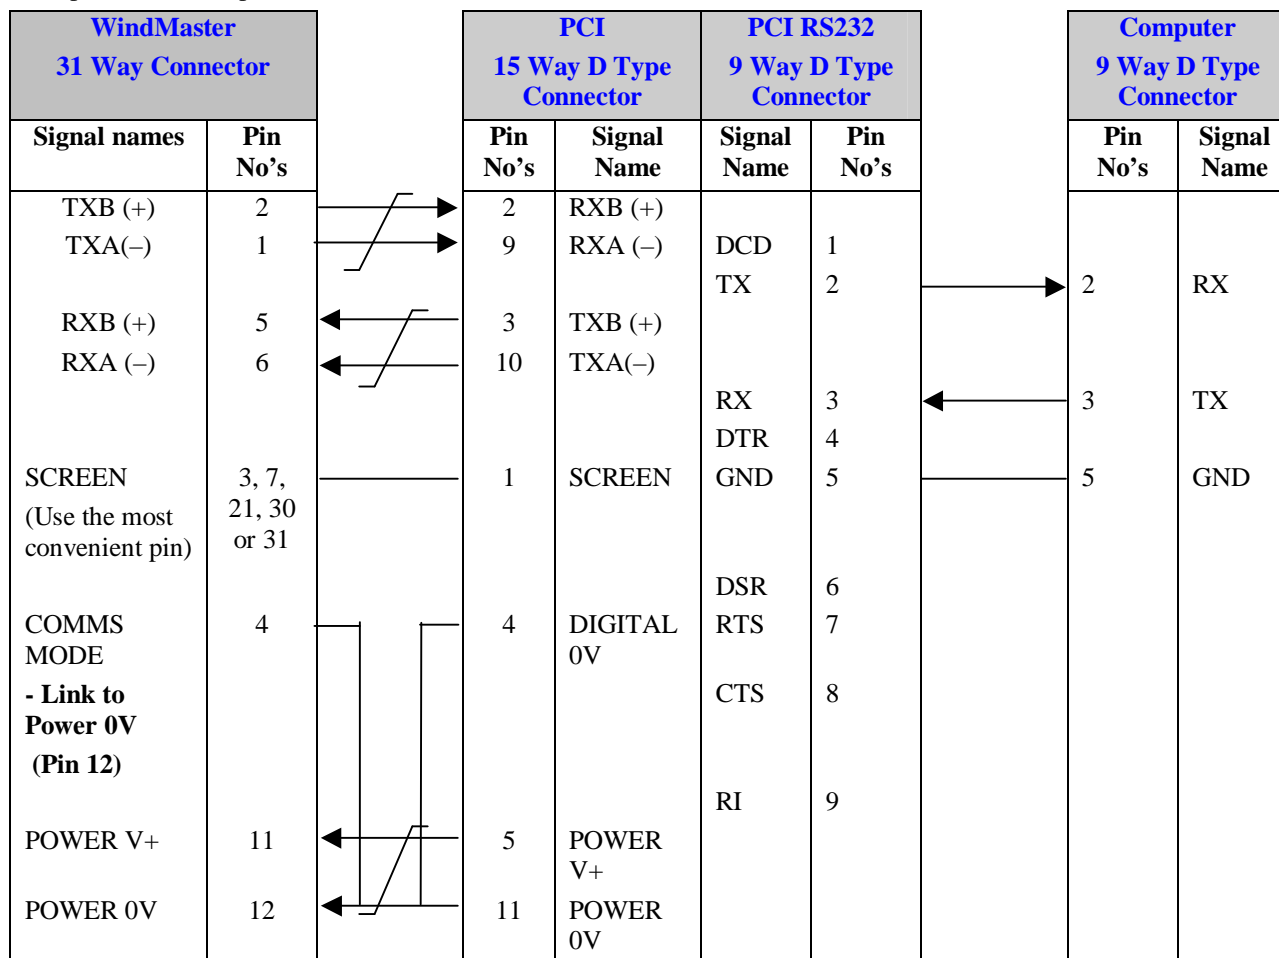 WindMaster PCI PCI RS232 Computer
31 Way Connector 15 Way D Type 9 Way D Type 9 Way D Type
Connector Connector Connector
Signal names Pin Pin Signal Signal Pin Pin Signal
No's No's Name Name No's No's Name
TXB (+) 2 2 RXB (+)
TXA(–) 1 9 RXA (–) DCD 1
TX 2 2 RX
RXB (+) 5 3 TXB (+)
RXA (–) 6 10 TXA(–)
RX 3 3 TX
DTR 4
SCREEN 3, 7, 1 SCREEN GND 5 5 GND
(Use the most 21, 30
convenient pin) or 31
DSR 6
COMMS 4 4 DIGITAL RTS 7
MODE 0V
- Link to CTS 8
Power 0V
(Pin 12)
RI 9
POWER V+ 11 5 POWER
V+
POWER 0V 12 11 POWER
0V